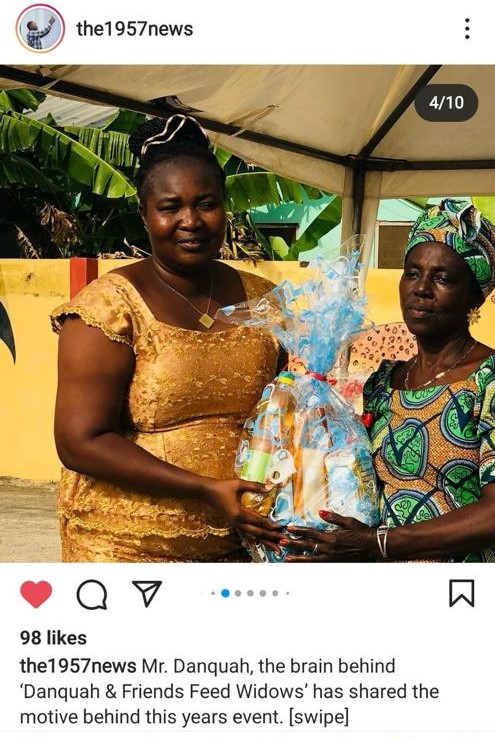 the1957news
4/10
98 likes
the1957news Mr. Danquah, the brain behind
‘Danquah & Friends Feed Widows’ has shared the
motive behind this years event. [swipe]